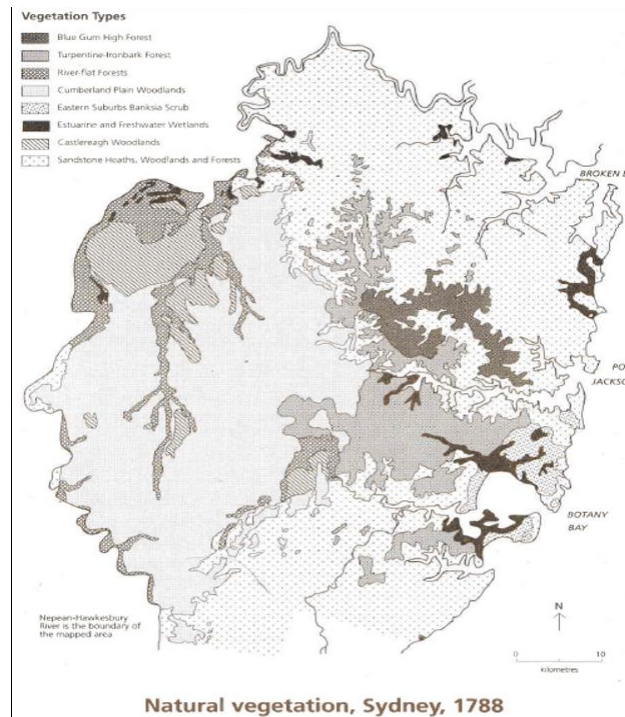 Vegetation Types
Blue Gum High Forest
Turpentine-Ironbark Forest
River-flat Forests
Cumberland Plain Woodlands
Eastern Suburbs Banksia Scrub
Estuarine and Freshwater Wetlands
Castlereagh Woodlands
Sandstone Heaths, Woodlands and Forests
BROKEN B
PO
JACKSO
BOTANY
BAY
Nepean-Hawkesbury
River is the boundary
of the mapped area
N
0 10
kilometres
Natural vegetation, Sydney, 1788